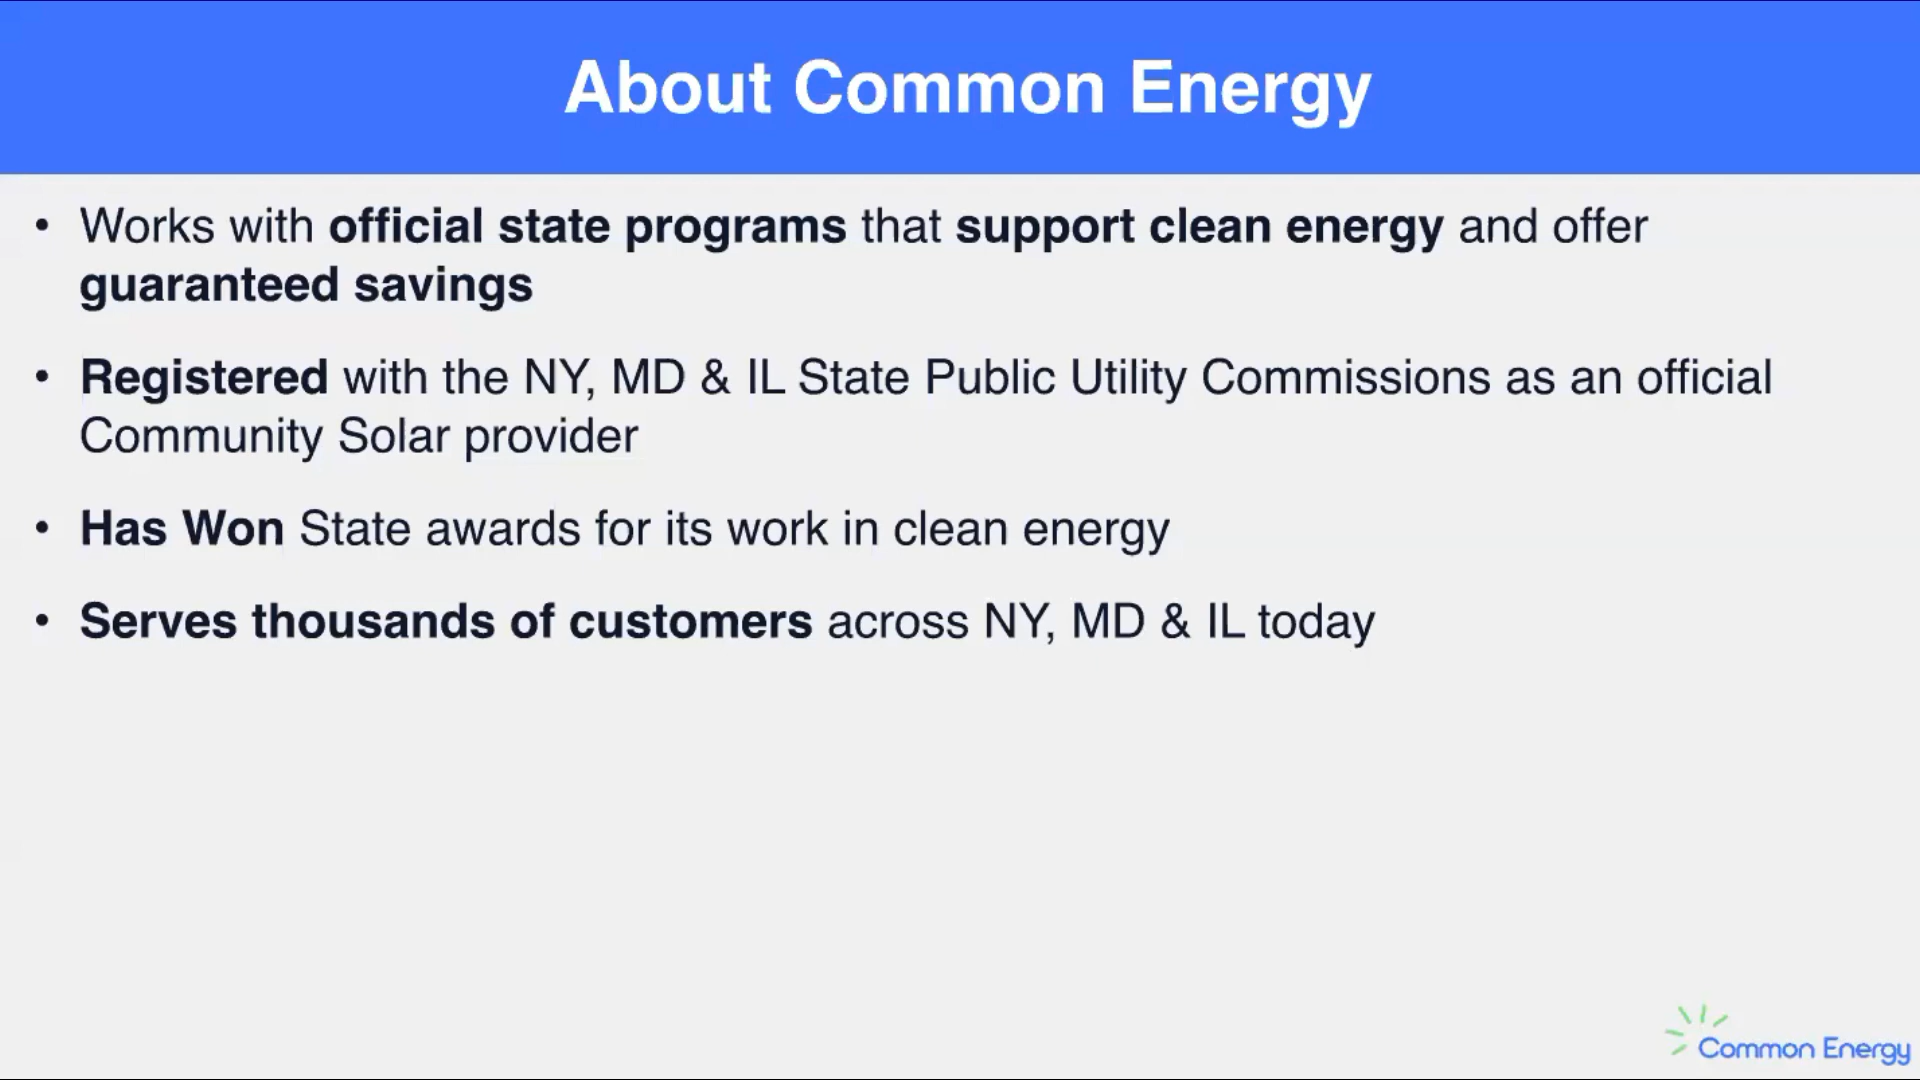 About Common Energy
• Works with official state programs that support clean energy and offer
guaranteed savings
• Registered with the NY, MD & IL State Public Utility Commissions as an official
Community Solar provider
• Has Won State awards for its work in clean energy
• Serves thousands of customers across NY, MD & IL today
Common Energy